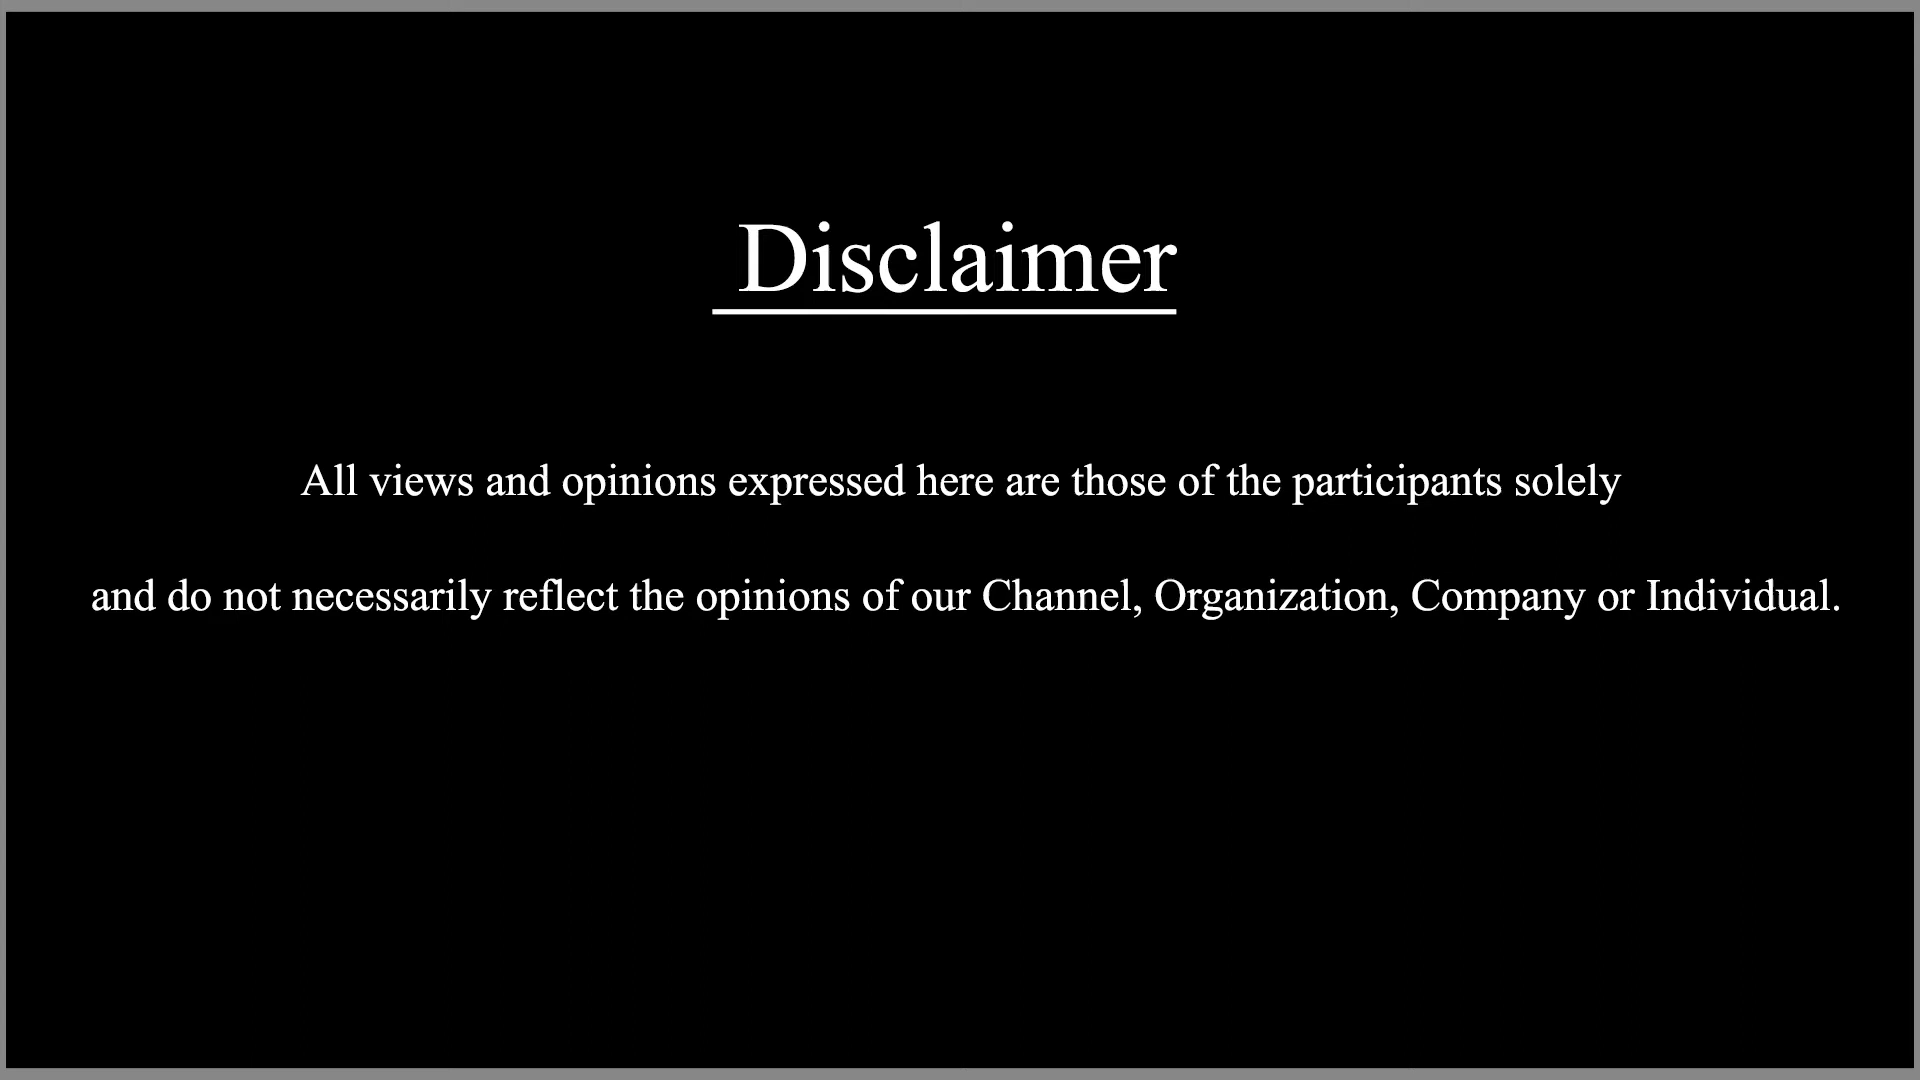 Disclaimer
All views and opinions expressed here are those of the participants solely
and do not necessarily reflect the opinions of our Channel, Organization, Company or Individual.